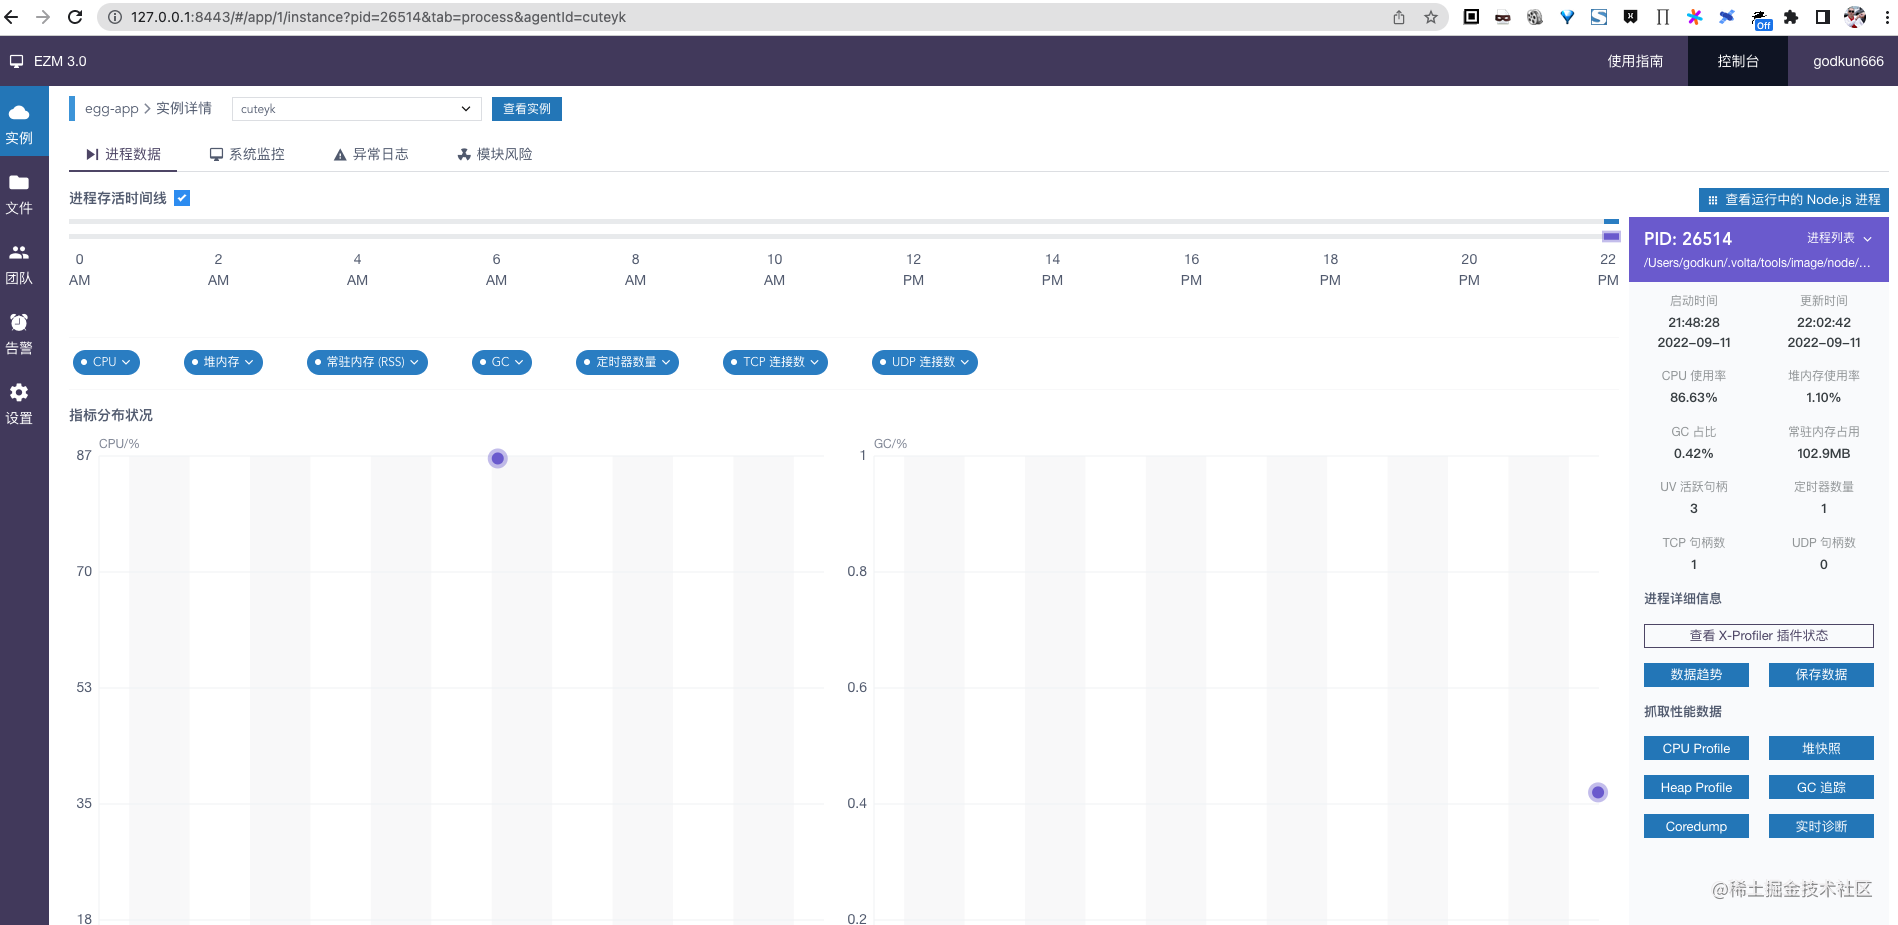 127.0.0.1:8443/#/app/1/instance?pid=26514&tab=process&agentId=cuteyk
Off
EZM 3.0
使用指南
控制台
godkun666
实例
文件
团队
告警
设置
egg-app > 实例详情
cuteyk
查看实例
进程数据
系统监控
异常日志
模块风险
进程存活时间线
查看运行中的 Node.js 进程
0 AM
2 AM
4 AM
6 AM
8 AM
10 AM
12 PM
14 PM
16 PM
18 PM
20 PM
22 PM
CPU
堆内存
常驻内存 (RSS)
GC
定时器数量
TCP 连接数
UDP 连接数
指标分布状况
CPU/%
87
70
53
35
18
GC/%
1
0.8
0.6
0.4
0.2
PID: 26514
进程列表
/Users/godkun/.volta/tools/image/node/...
启动时间
21:48:28
2022-09-11
更新时间
22:02:42
2022-09-11
CPU 使用率
86.63%
堆内存使用率
1.10%
GC 占比
0.42%
常驻内存占用
102.9MB
UV 活跃句柄
3
定时器数量
1
TCP 句柄数
1
UDP 句柄数
0
进程详细信息
查看 X-Profiler 插件状态
数据趋势
保存数据
抓取性能数据
CPU Profile
堆快照
Heap Profile
GC 追踪
Coredump
实时诊断
@稀土掘金技术社区